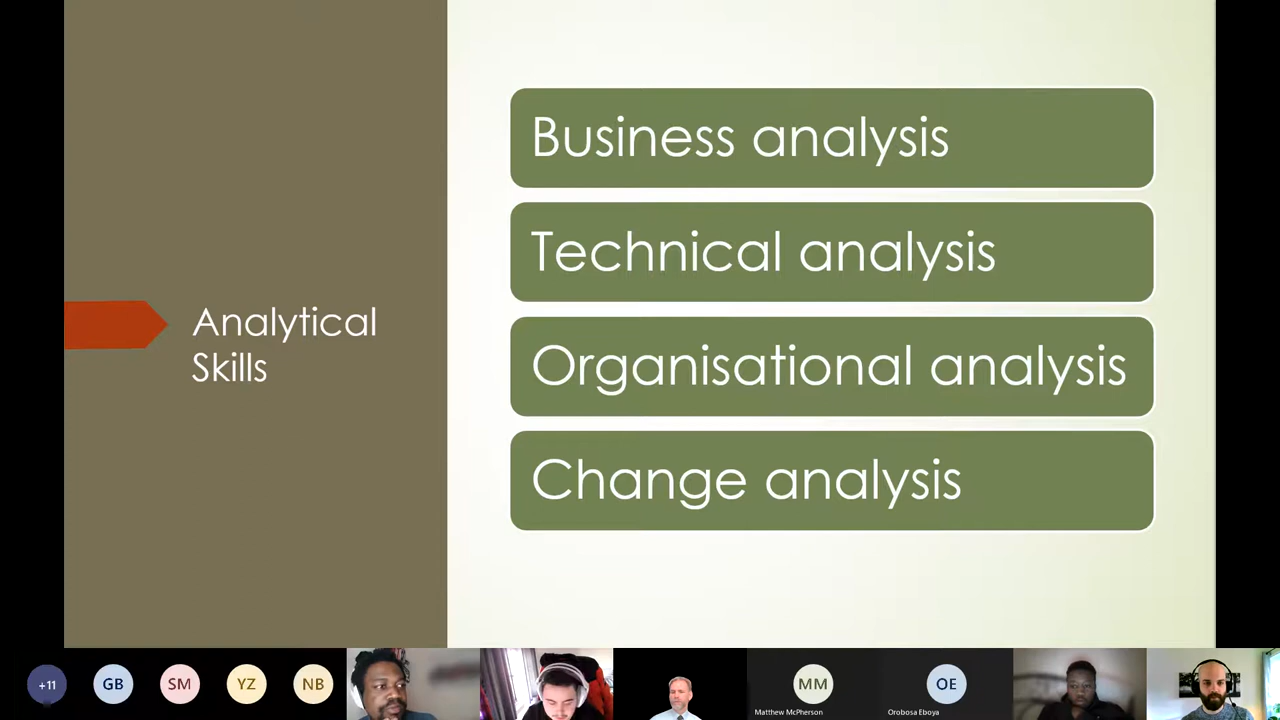 Analytical
Skills
Business analysis
Technical analysis
Organisational analysis
Change analysis
+11
GB
SM
YZ
NB
MM
Matthew McPherson
OE
Orobosa Eboya